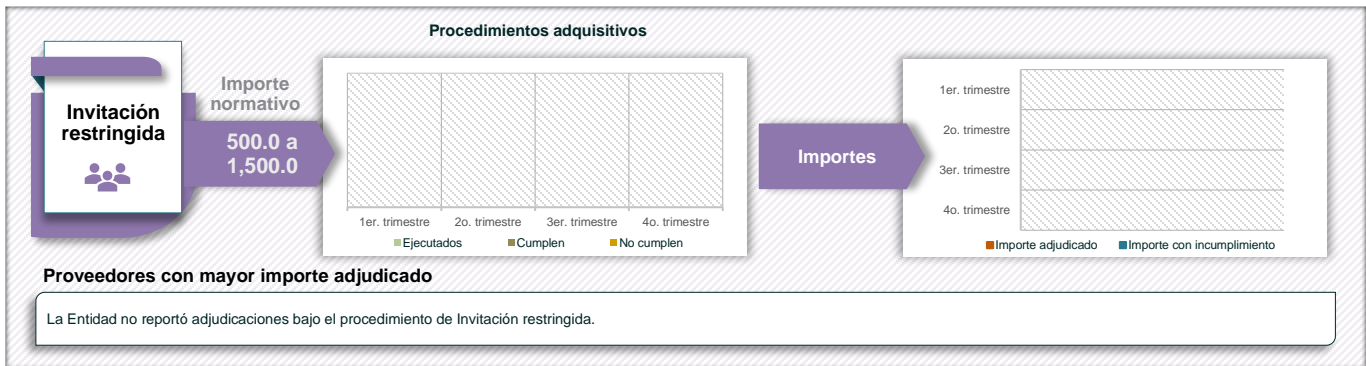 Procedimientos adquisitivos
Invitación
restringida
Importe
normativo
500.0 a
1,500.0
1er. trimestre
2o. trimestre
3er. trimestre
4o. trimestre
Ejecutados
Cumplen
No cumplen
Importes
1er. trimestre
2o. trimestre
3er. trimestre
4o. trimestre
Importe adjudicado
Importe con incumplimiento
Proveedores con mayor importe adjudicado
La Entidad no reportó adjudicaciones bajo el procedimiento de Invitación restringida.